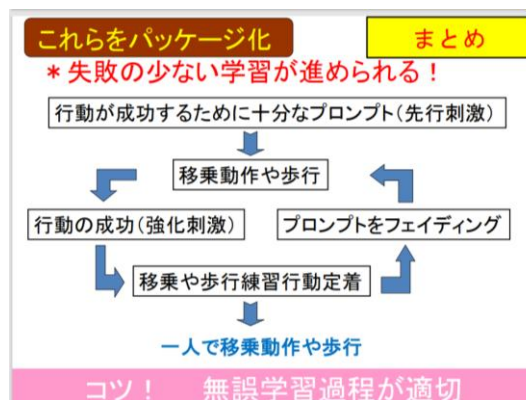 これらをパッケージ化
まとめ
*失敗の少ない学習が進められる!
行動が成功するために十分なプロンプト(先行刺激)
移乗動作や歩行
行動の成功(強化刺激)
プロンプトをフェイディング
移乗や歩行練習行動定着
一人で移乗動作や歩行
コツ! 無誤学習過程が適切